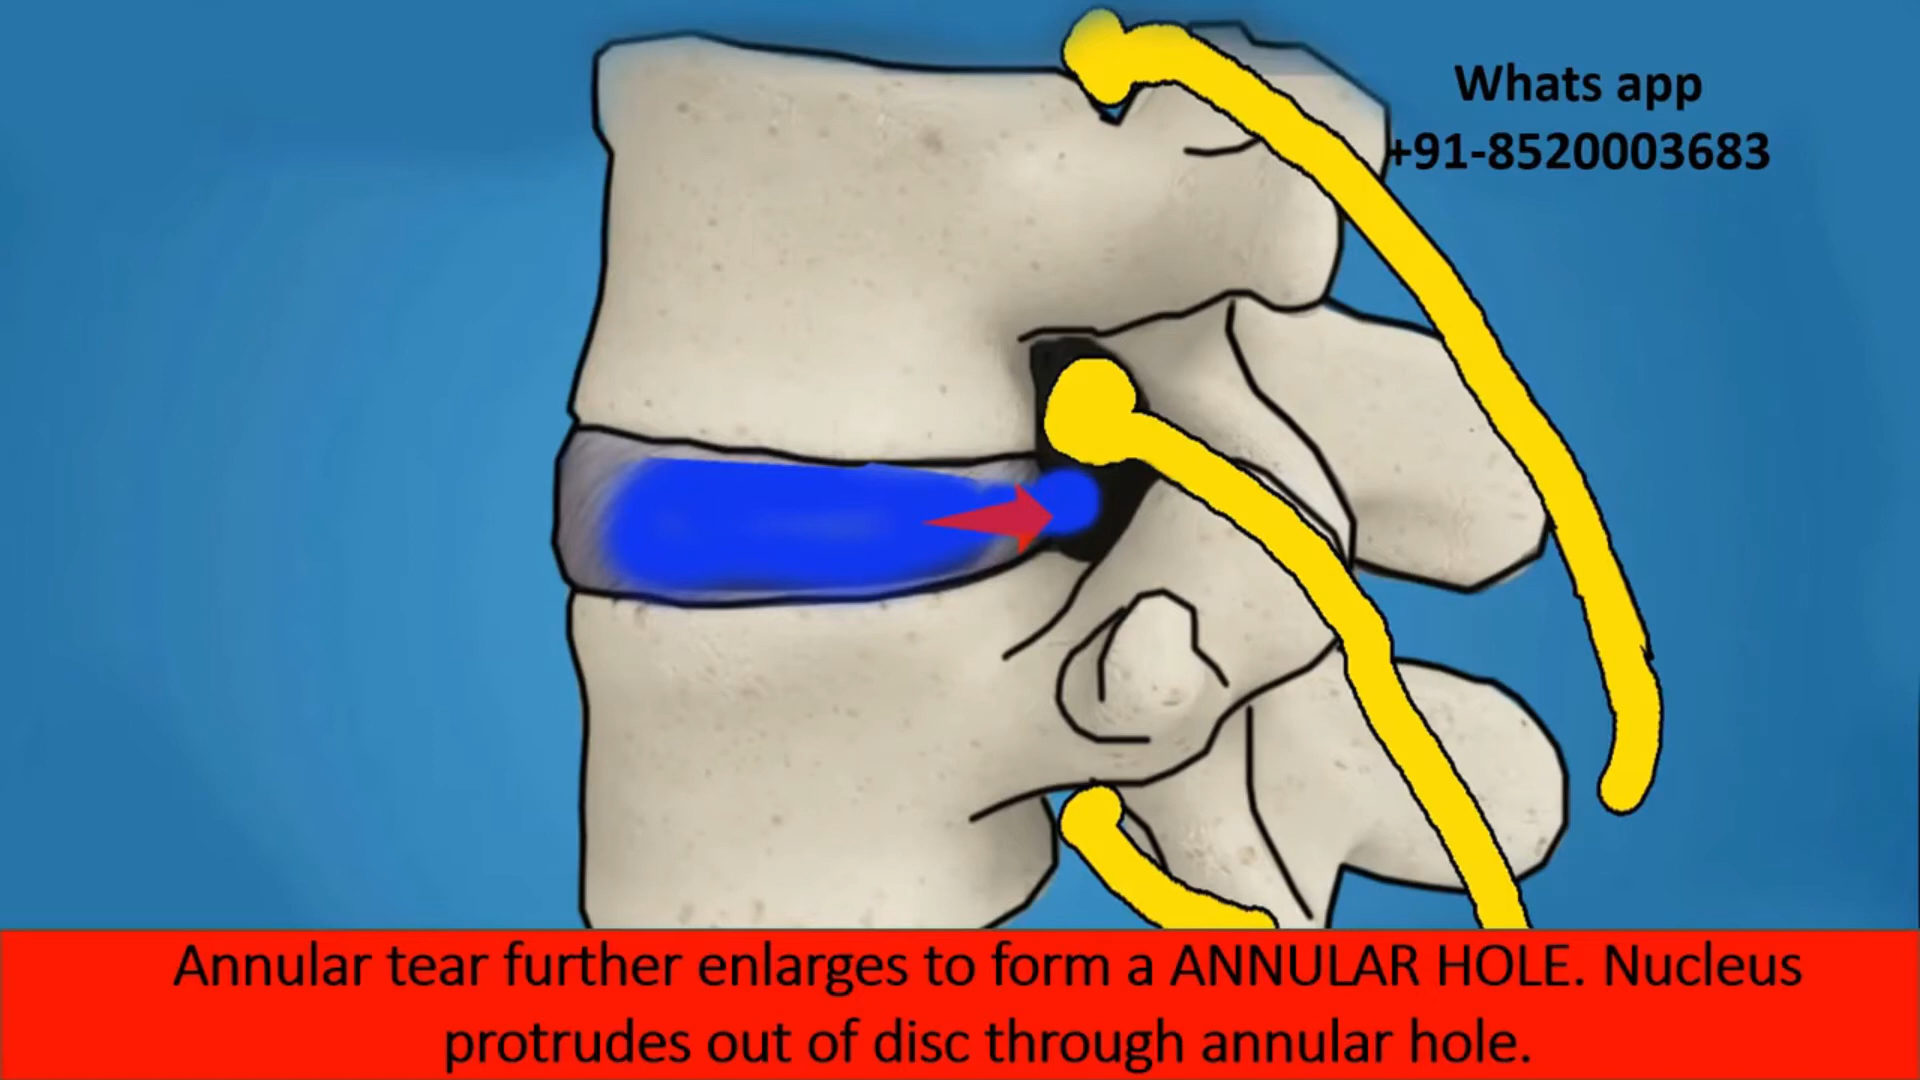 Whats app
+91-8520003683
Annular tear further enlarges to form a ANNULAR HOLE. Nucleus
protrudes out of disc through annular hole.